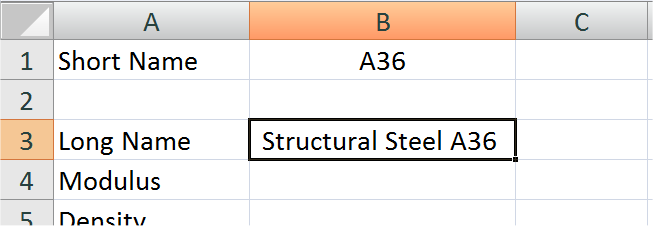 A B C
1 Short Name A36
2
3 Long Name Structural Steel A36
4 Modulus
5 Density